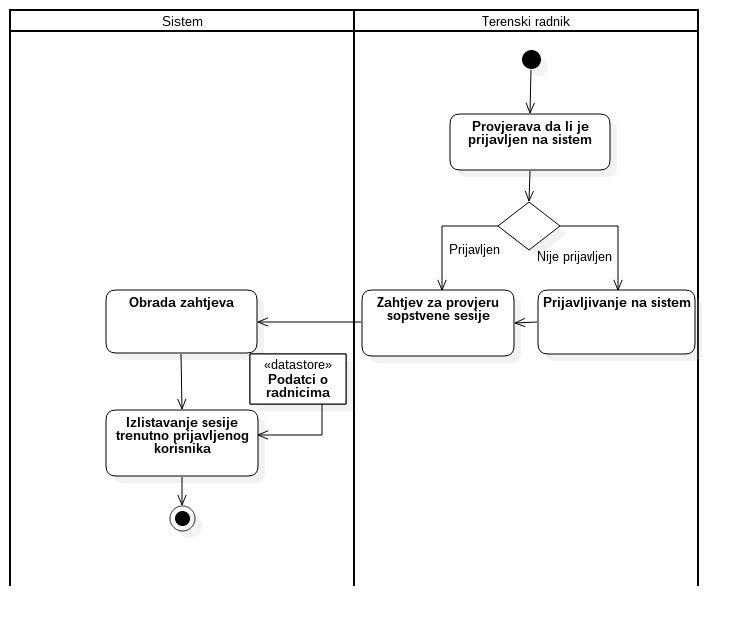 Sistem
Terenski radnik
Provjerava da li je
prijavljen na sistem
Prijavljen
Nije prijavljen
Obrada zahtjeva
Zahtjev za provjeru
sopstvene sesije
Prijavljivanje na sistem
«datastore»
Podatci o
radnicima
Izlistavanje sesije
trenutno prijavljenog
korisnika